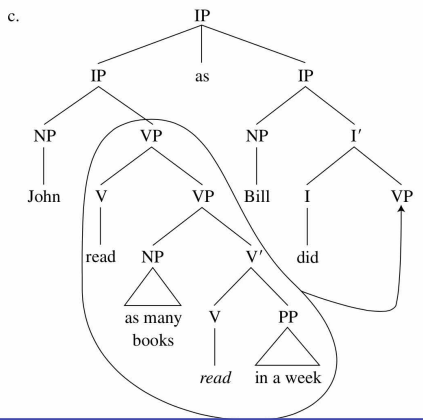 c.
IP
IP as IP
NP VP NP I′
John V VP Bill I VP
read NP V′ did
as many
books
V PP
read in a week